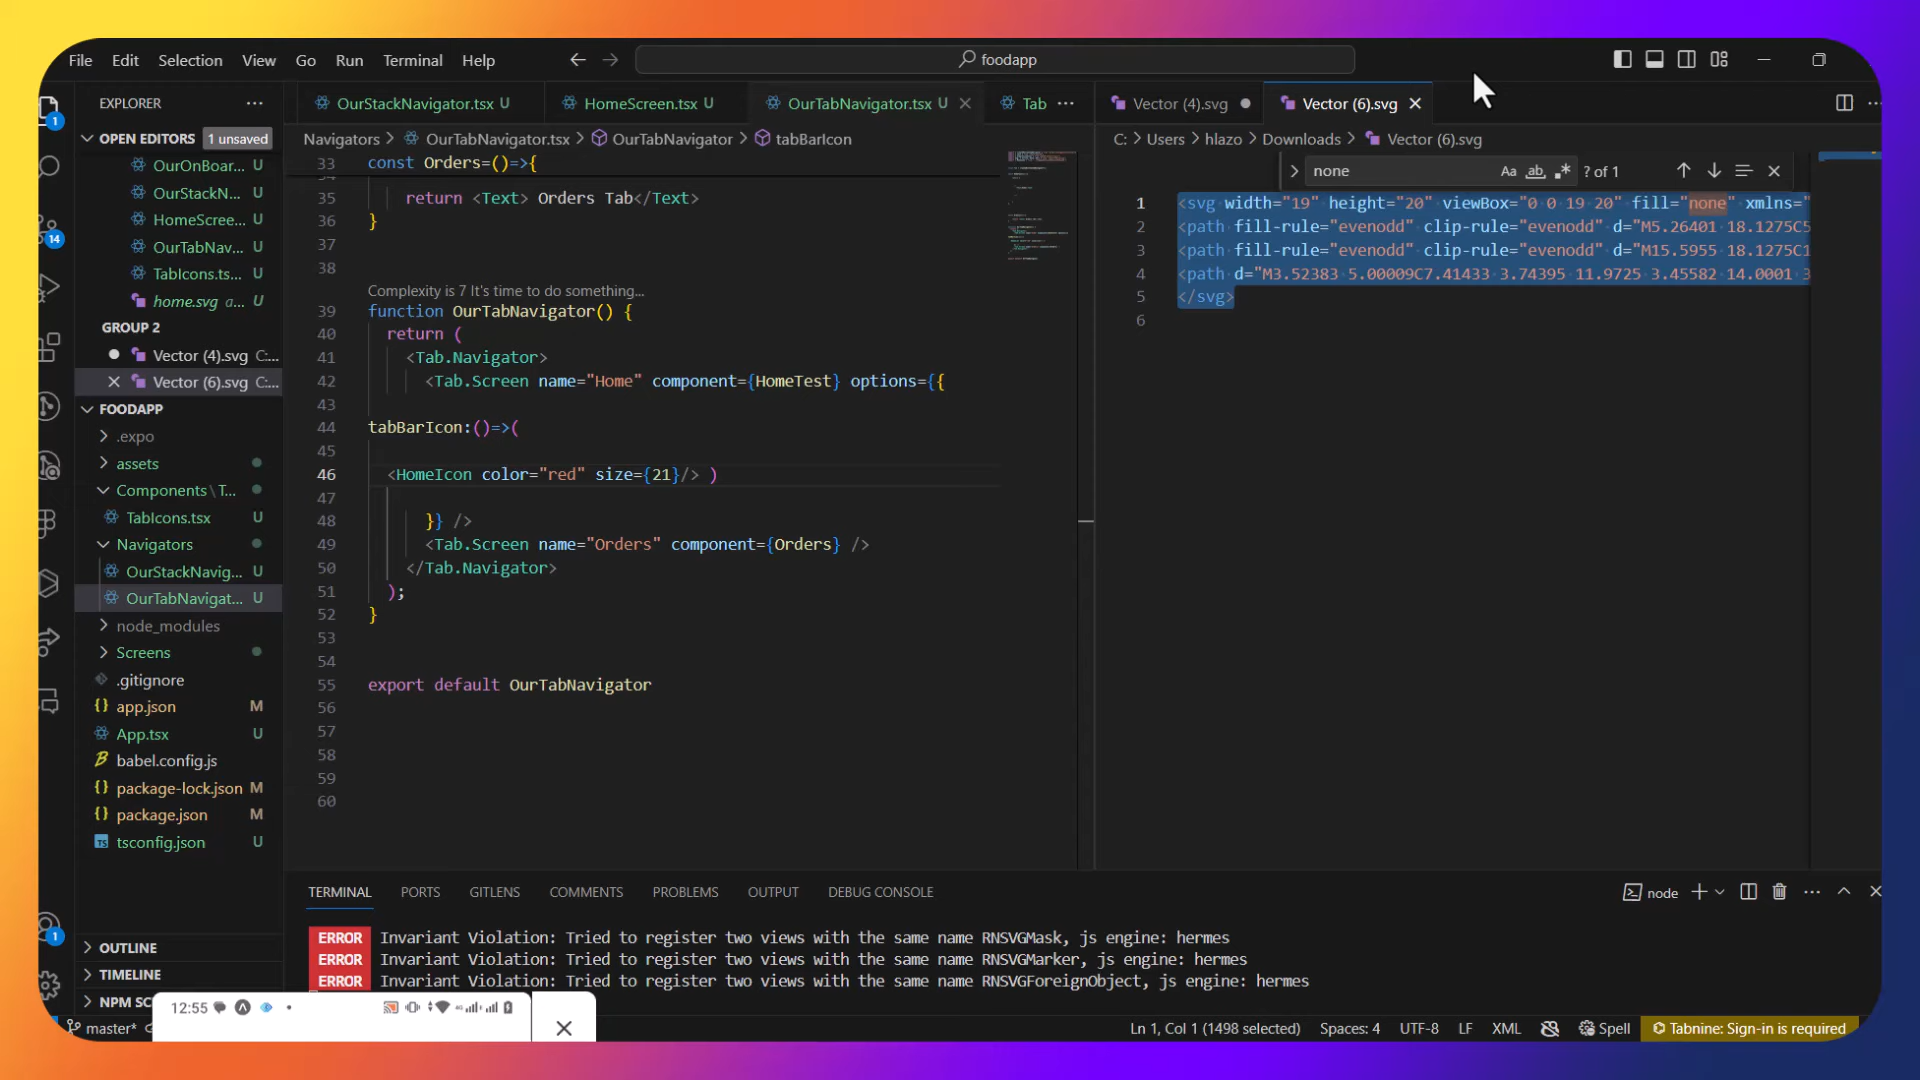 File Edit Selection View Go Run Terminal Help
foodapp
EXPLORER
OPEN EDITORS 1 unsaved
OurOnBoar... U
OurStackN... U
HomeScree... U
OurTabNav... U
TabIcons.ts... U
home.svg a... U
GROUP 2
Vector (4).svg C:...
Vector (6).svg C:...
FOODAPP
.expo
assets
Components\T...
TabIcons.tsx U
Navigators
OurStackNavig... U
OurTabNavigat... U
node_modules
Screens
.gitignore
app.json M
App.tsx U
babel.config.js
package-lock.json M
package.json M
tsconfig.json U
OUTLINE
TIMELINE
NPM SC
OurStackNavigator.tsx U
HomeScreen.tsx U
OurTabNavigator.tsx U
Tab
Navigators > OurTabNavigator.tsx > OurTabNavigator > tabBarIcon
33 const Orders=()=>{
35 return <Text> Orders Tab</Text>
36 }
37
38
Complexity is 7 It's time to do something...
39 function OurTabNavigator() {
40 return (
41 <Tab.Navigator>
42 <Tab.Screen name="Home" component={HomeTest} options={{
43
44 tabBarIcon:()=>(
45
46 <HomeIcon color="red" size={21}/> )
47
48 }} />
49 <Tab.Screen name="Orders" component={Orders} />
50 </Tab.Navigator>
51 );
52 }
53
54
55 export default OurTabNavigator
56
57
58
59
60
Vector (4).svg
Vector (6).svg
C: > Users > hlazo > Downloads > Vector (6).svg
none Aa ab ? of 1
1 <svg width="19" height="20" viewBox="0 0 19 20" fill="none" xmlns="
2 <path fill-rule="evenodd" clip-rule="evenodd" d="M5.26401 18.1275C5
3 <path fill-rule="evenodd" clip-rule="evenodd" d="M15.5955 18.1275C1
4 <path d="M3.52383 5.00009C7.41433 3.74395 11.9725 3.45582 14.0001 3
5 </svg>
6
TERMINAL PORTS GITLENS COMMENTS PROBLEMS OUTPUT DEBUG CONSOLE
node
ERROR Invariant Violation: Tried to register two views with the same name RNSVGMask, js engine: hermes
ERROR Invariant Violation: Tried to register two views with the same name RNSVGMarker, js engine: hermes
ERROR Invariant Violation: Tried to register two views with the same name RNSVGForeignObject, js engine: hermes
12:55
1
14
1
master*
Ln 1, Col 1 (1498 selected) Spaces: 4 UTF-8 LF XML Spell Tabnine: Sign-in is required